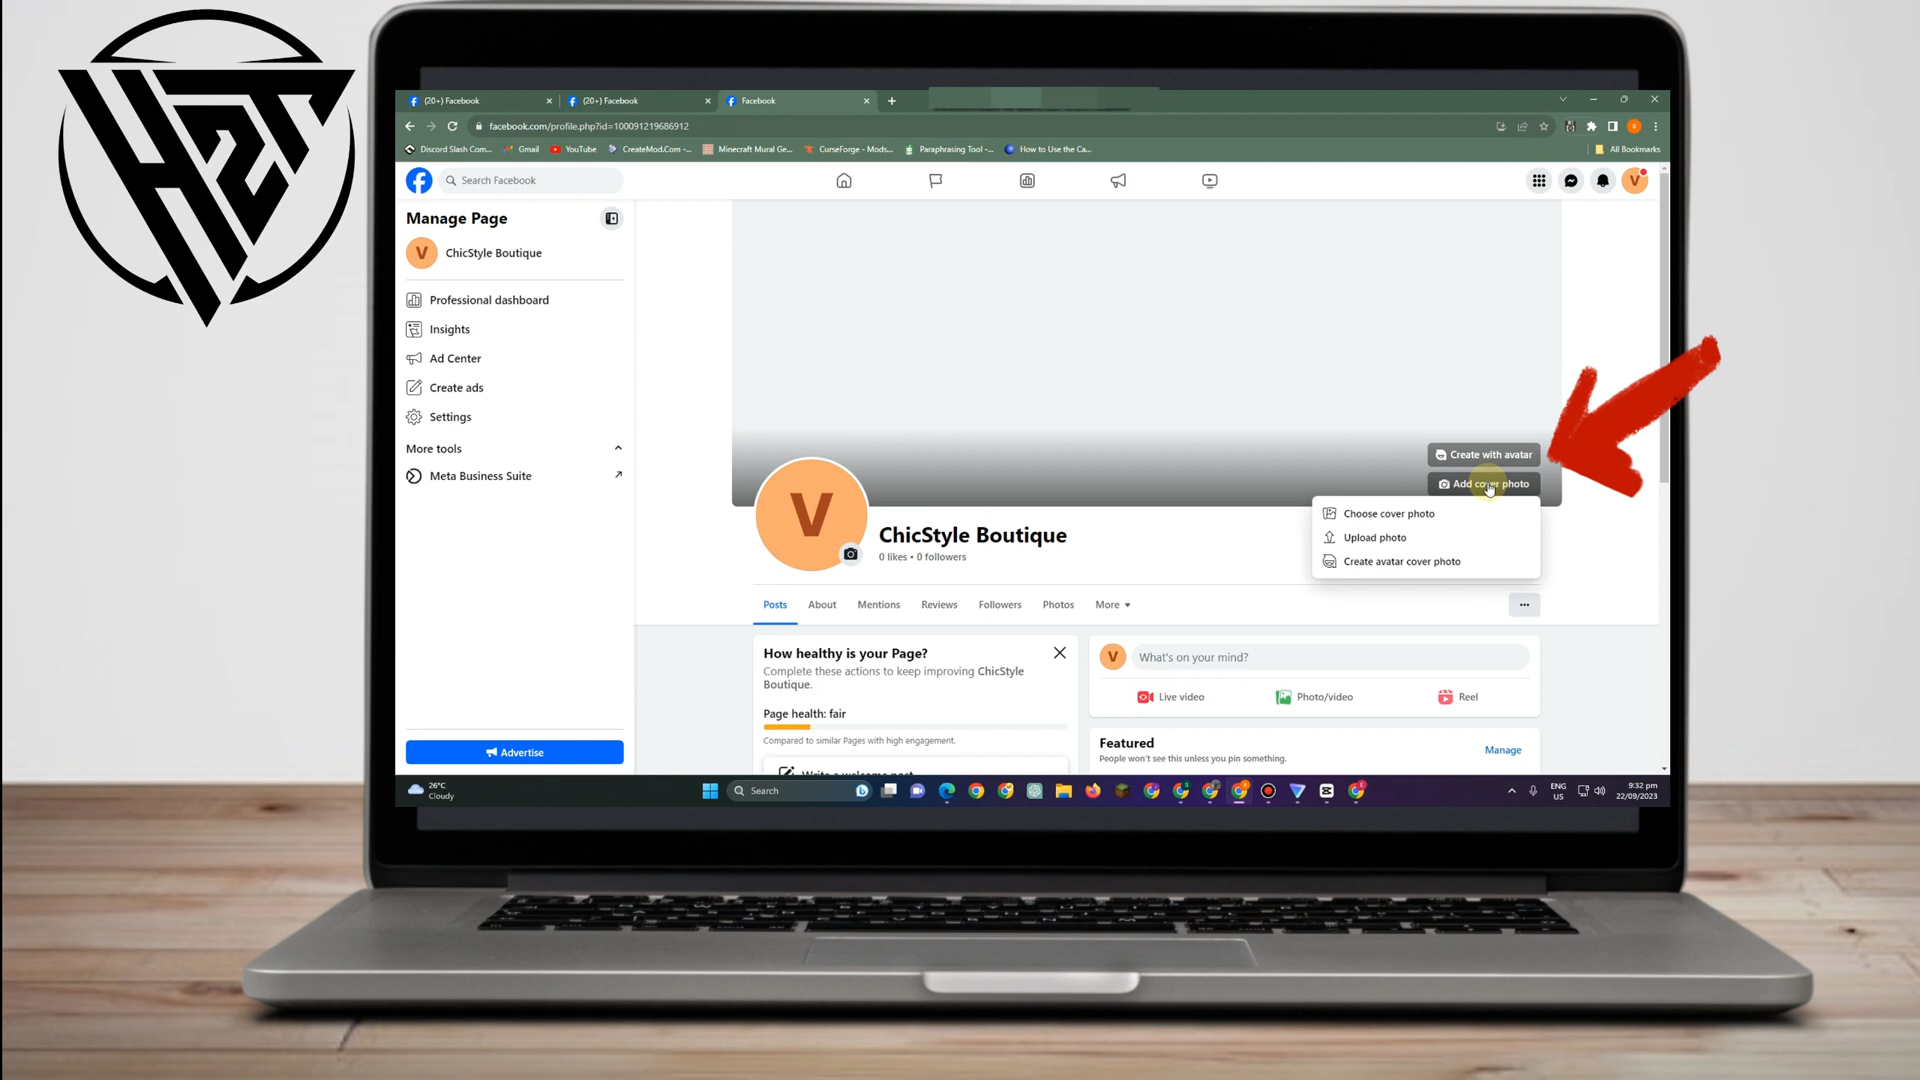 H2T
(20+) Facebook
(20+) Facebook
Facebook
facebook.com/profile.php?id=100091219686912
Discord Slash Com...
Gmail
YouTube
CreateMod.Com -...
Minecraft Mural Ge...
CurseForge - Mods...
Paraphrasing Tool -...
How to Use the Ca...
All Bookmarks
Search Facebook
V
Manage Page
V
ChicStyle Boutique
Professional dashboard
Insights
Ad Center
Create ads
Settings
More tools
Meta Business Suite
Advertise
Create with avatar
Add cover photo
Choose cover photo
Upload photo
Create avatar cover photo
V
ChicStyle Boutique
0 likes • 0 followers
Posts
About
Mentions
Reviews
Followers
Photos
More
How healthy is your Page?
Complete these actions to keep improving ChicStyle
Boutique.
Page health: fair
Compared to similar Pages with high engagement.
Write a welcome post
V
What's on your mind?
Live video
Photo/video
Reel
Featured
Manage
People won't see this unless you pin something.
26°C
Cloudy
Search
ENG
US
9:32 pm
22/09/2023